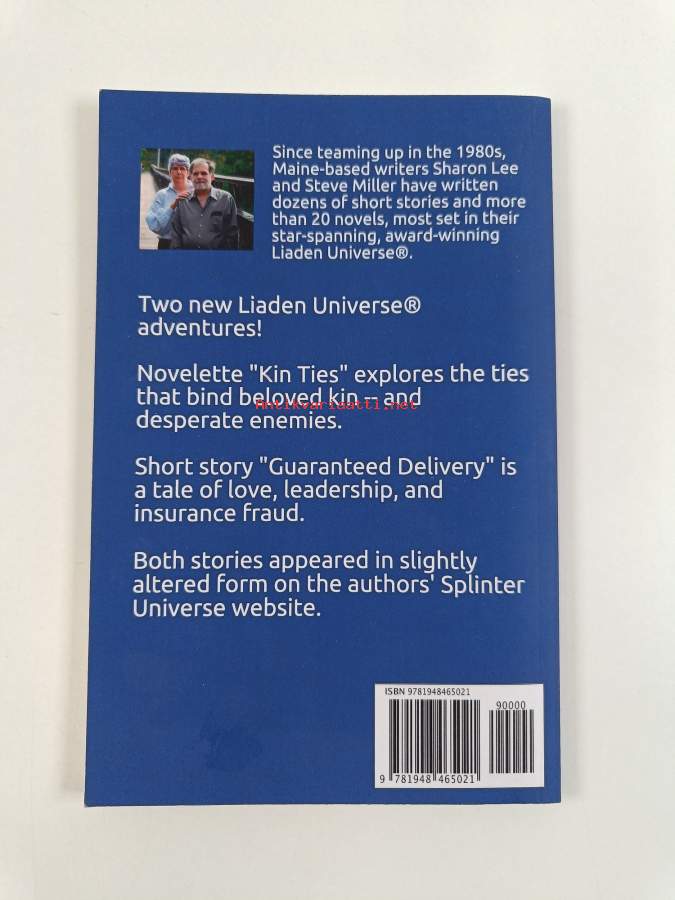 Since teaming up in the 1980s,
Maine-based writers Sharon Lee
and Steve Miller have written
dozens of short stories and more
than 20 novels, most set in their
star-spanning, award-winning
Liaden Universe®.
Two new Liaden Universe®
adventures!
Novelette "Kin Ties" explores the ties
that bind beloved kin -- and
Antikvariaatti.net
desperate enemies.
Short story "Guaranteed Delivery" is
a tale of love, leadership, and
insurance fraud.
Both stories appeared in slightly
altered form on the authors' Splinter
Universe website.
ISBN 9781948465021
90000
9 781948 465021